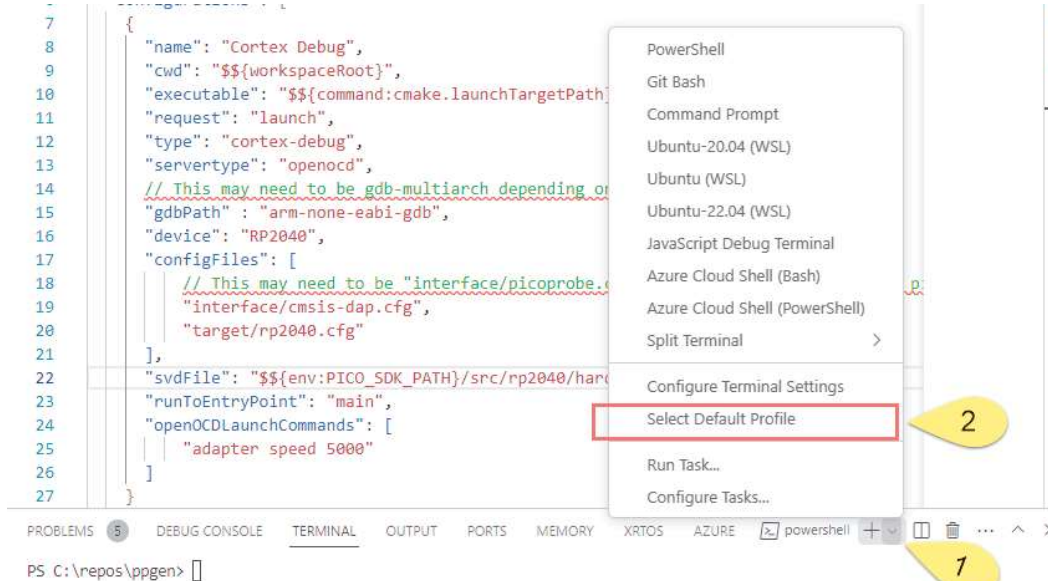 7 {
8 "name": "Cortex Debug",
9 "cwd": "$${workspaceRoot}",
10 "executable": "$${command:cmake.launchTargetPath}
11 "request": "launch",
12 "type": "cortex-debug",
13 "servertype": "openocd",
14 // This may need to be gdb-multiarch depending on
15 "gdbPath" : "arm-none-eabi-gdb",
16 "device": "RP2040",
17 "configFiles": [
18 // This may need to be "interface/picoprobe.
19 "interface/cmsis-dap.cfg",
20 "target/rp2040.cfg"
21 ],
22 "svdFile": "$${env:PICO_SDK_PATH}/src/rp2040/hard
23 "runToEntryPoint": "main",
24 "openOCDLaunchCommands": [
25 "adapter speed 5000"
26 ]
27 }
PowerShell
Git Bash
Command Prompt
Ubuntu-20.04 (WSL)
Ubuntu (WSL)
Ubuntu-22.04 (WSL)
JavaScript Debug Terminal
Azure Cloud Shell (Bash)
Azure Cloud Shell (PowerShell)
Split Terminal
Configure Terminal Settings
Select Default Profile
2
Run Task...
Configure Tasks...
PROBLEMS 5 DEBUG CONSOLE TERMINAL OUTPUT PORTS MEMORY XRTOS AZURE powershell
1
PS C:\repos\ppgen>